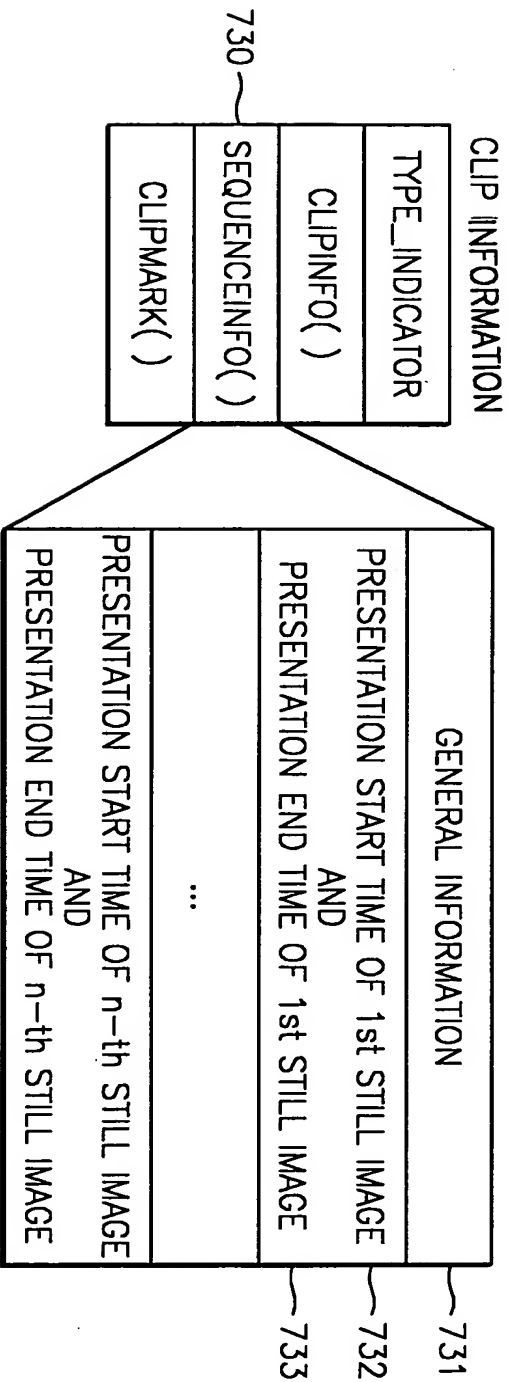 CLIP INFORMATION
TYPE_INDICATOR
CLIPINFO( )
730
SEQUENCEINFO( )
CLIPMARK( )
GENERAL INFORMATION
731
PRESENTATION START TIME OF 1st STILL IMAGE
732
AND
PRESENTATION END TIME OF 1st STILL IMAGE
733
...
PRESENTATION START TIME OF n-th STILL IMAGE
AND
PRESENTATION END TIME OF n-th STILL IMAGE